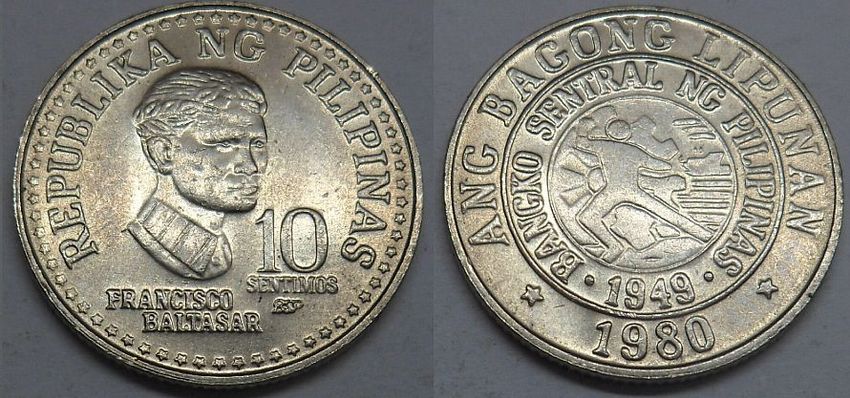 REPUBLIKA NG PILIPINAS
10
SENTIMOS
FRANCISCO
BALTASAR
ANG BAGONG LIPUNAN
BANGKO SENTRAL NG PILIPINAS
1949
1980